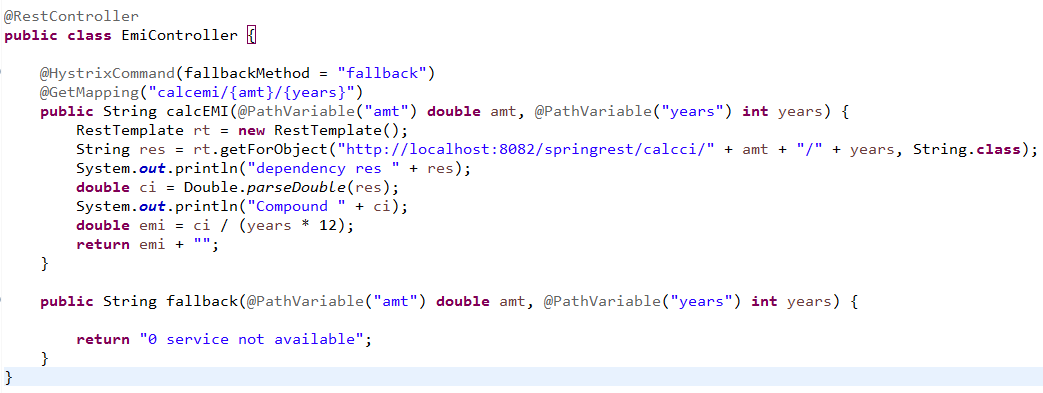 @RestController
public class EmiController {
@HystrixCommand(fallbackMethod = "fallback")
@GetMapping("calcemi/{amt}/{years}")
public String calcEMI(@PathVariable("amt") double amt, @PathVariable("years") int years) {
RestTemplate rt = new RestTemplate();
String res = rt.getForObject("http://localhost:8082/springrest/calcci/" + amt + "/" + years, String.class);
System.out.println("dependency res " + res);
double ci = Double.parseDouble(res);
System.out.println("Compound " + ci);
double emi = ci / (years * 12);
return emi + "";
}
public String fallback(@PathVariable("amt") double amt, @PathVariable("years") int years) {
return "0 service not available";
}
}